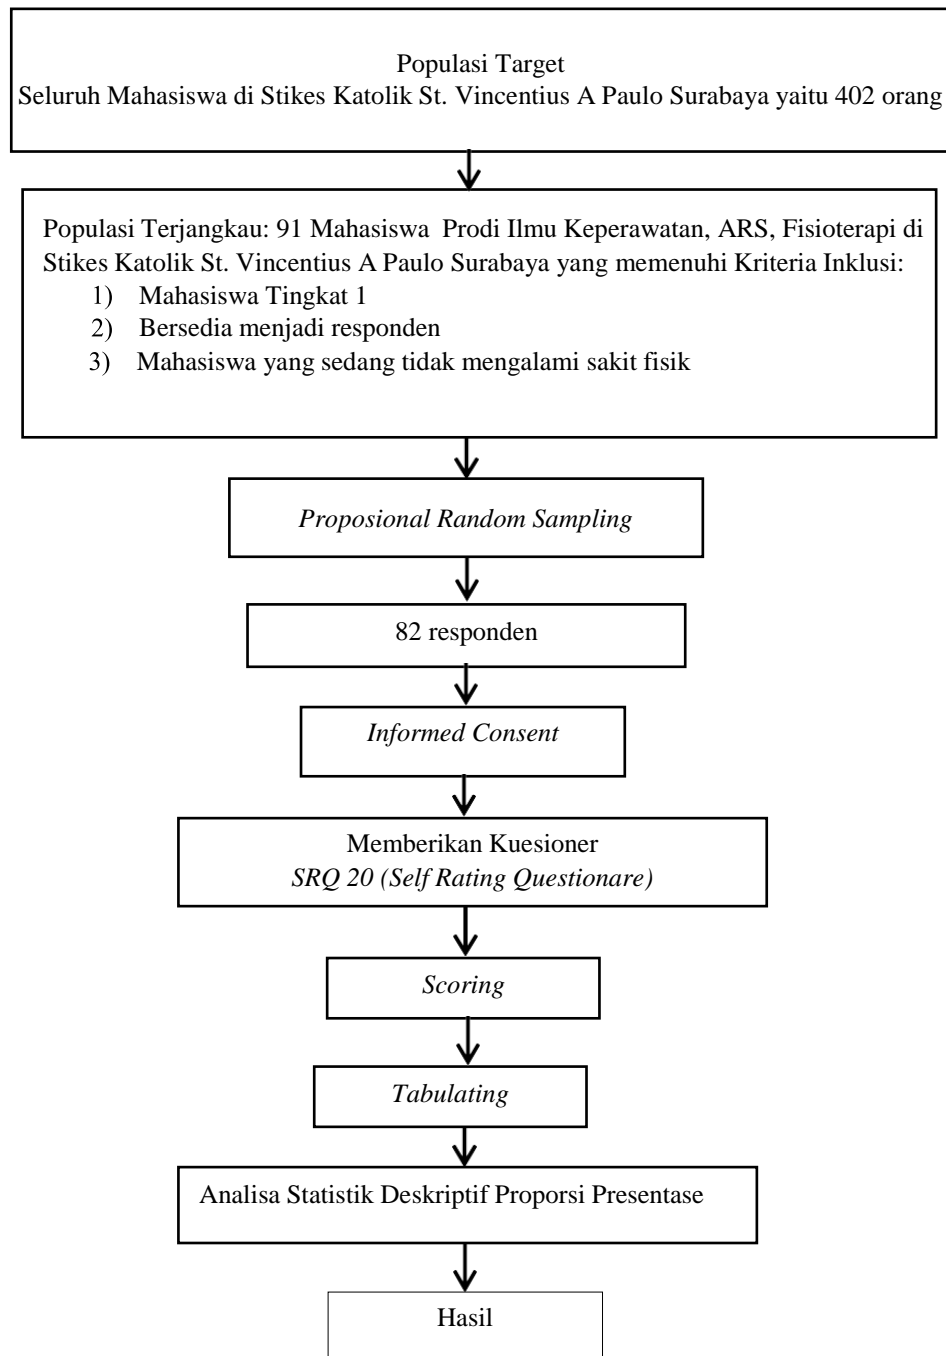 Populasi Target
Seluruh Mahasiswa di Stikes Katolik St. Vincentius A Paulo Surabaya yaitu 402 orang
Populasi Terjangkau: 91 Mahasiswa Prodi Ilmu Keperawatan, ARS, Fisioterapi di
Stikes Katolik St. Vincentius A Paulo Surabaya yang memenuhi Kriteria Inklusi:
1) Mahasiswa Tingkat 1
2) Bersedia menjadi responden
3) Mahasiswa yang sedang tidak mengalami sakit fisik
Proposional Random Sampling
82 responden
Informed Consent
Memberikan Kuesioner
SRQ 20 (Self Rating Questionare)
Scoring
Tabulating
Analisa Statistik Deskriptif Proporsi Presentase
Hasil